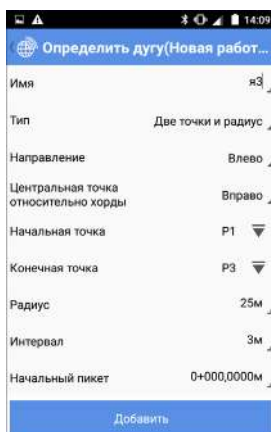 14:09
Определить дугу(Новая работ...
Имя я3
Тип Две точки и радиус
Направление Влево
Центральная точка
относительно хорды Вправо
Начальная точка P1
Конечная точка P3
Радиус 25м
Интервал 3м
Начальный пикет 0+000,0000м
Добавить